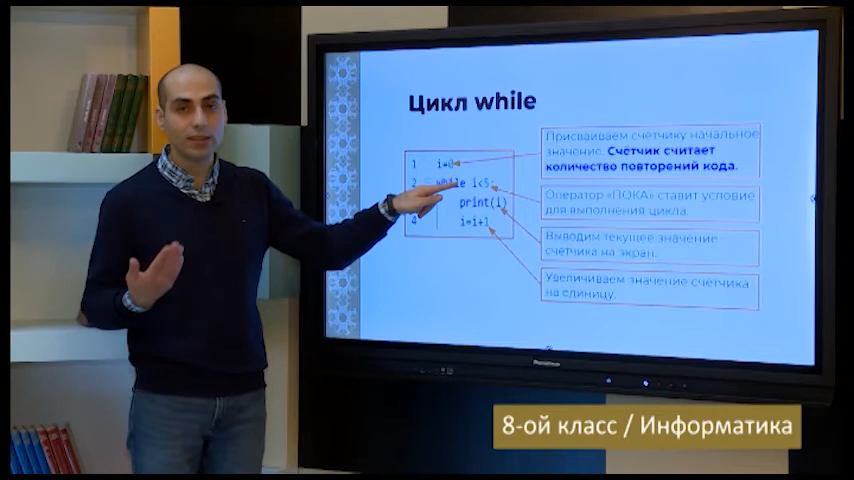 Цикл while
1 i=0
2 while i<5:
print(i)
4 i=i+1
Присваиваем счетчику начальное
значение. Счётчик считает
количество повторений кода.
Оператор «ПОКА» ставит условие
для выполнения цикла.
Выводим текущее значение
счетчика на экран.
Увеличиваем значение счетчика
на единицу.
8-ой класс / Информатика